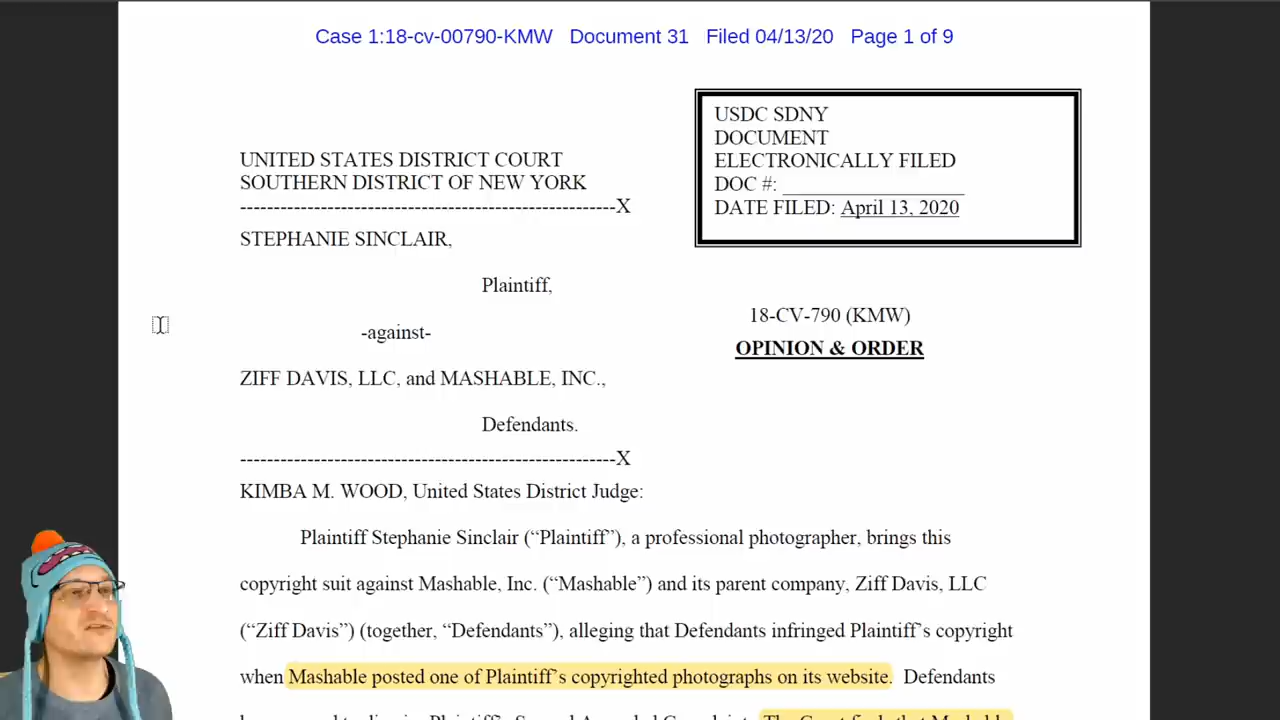 Case 1:18-cv-00790-KMW Document 31 Filed 04/13/20 Page 1 of 9
USDC SDNY
DOCUMENT
ELECTRONICALLY FILED
DOC #: ____________________
DATE FILED: April 13, 2020
UNITED STATES DISTRICT COURT
SOUTHERN DISTRICT OF NEW YORK
--------------------------------------------------------X
STEPHANIE SINCLAIR,
Plaintiff,
-against-
ZIFF DAVIS, LLC, and MASHABLE, INC.,
Defendants.
--------------------------------------------------------X
18-CV-790 (KMW)
OPINION & ORDER
KIMBA M. WOOD, United States District Judge:
Plaintiff Stephanie Sinclair (“Plaintiff”), a professional photographer, brings this
copyright suit against Mashable, Inc. (“Mashable”) and its parent company, Ziff Davis, LLC
(“Ziff Davis”) (together, “Defendants”), alleging that Defendants infringed Plaintiff’s copyright
when Mashable posted one of Plaintiff’s copyrighted photographs on its website. Defendants